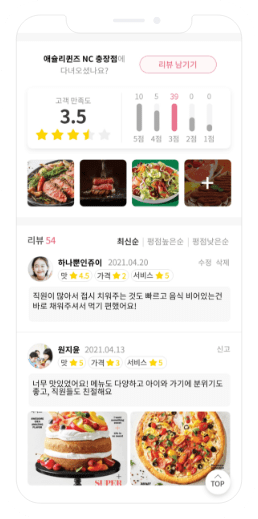 애슐리퀸즈 NC 충장점에
다녀오셨나요?
리뷰 남기기
고객 만족도
3.5
10 5 39 0 0
5점 4점 3점 2점 1점
리뷰 54
최신순 | 평점높은순 | 평점낮은순
하나뿐인쥬이 2021.04.20 수정 삭제
맛 ★ 4.5 가격 ★ 2 서비스 ★ 5
직원이 많아서 접시 치워주는 것도 빠르고 음식 비어있는건
바로 채워주셔서 먹기 편했어요!
원지윤 2021.04.13 신고
맛 ★ 5 가격 ★ 3 서비스 ★ 5
너무 맛있었어요! 메뉴도 다양하고 아이와 가기에 분위기도
좋고, 직원들도 친절해요
SUPER
TOP